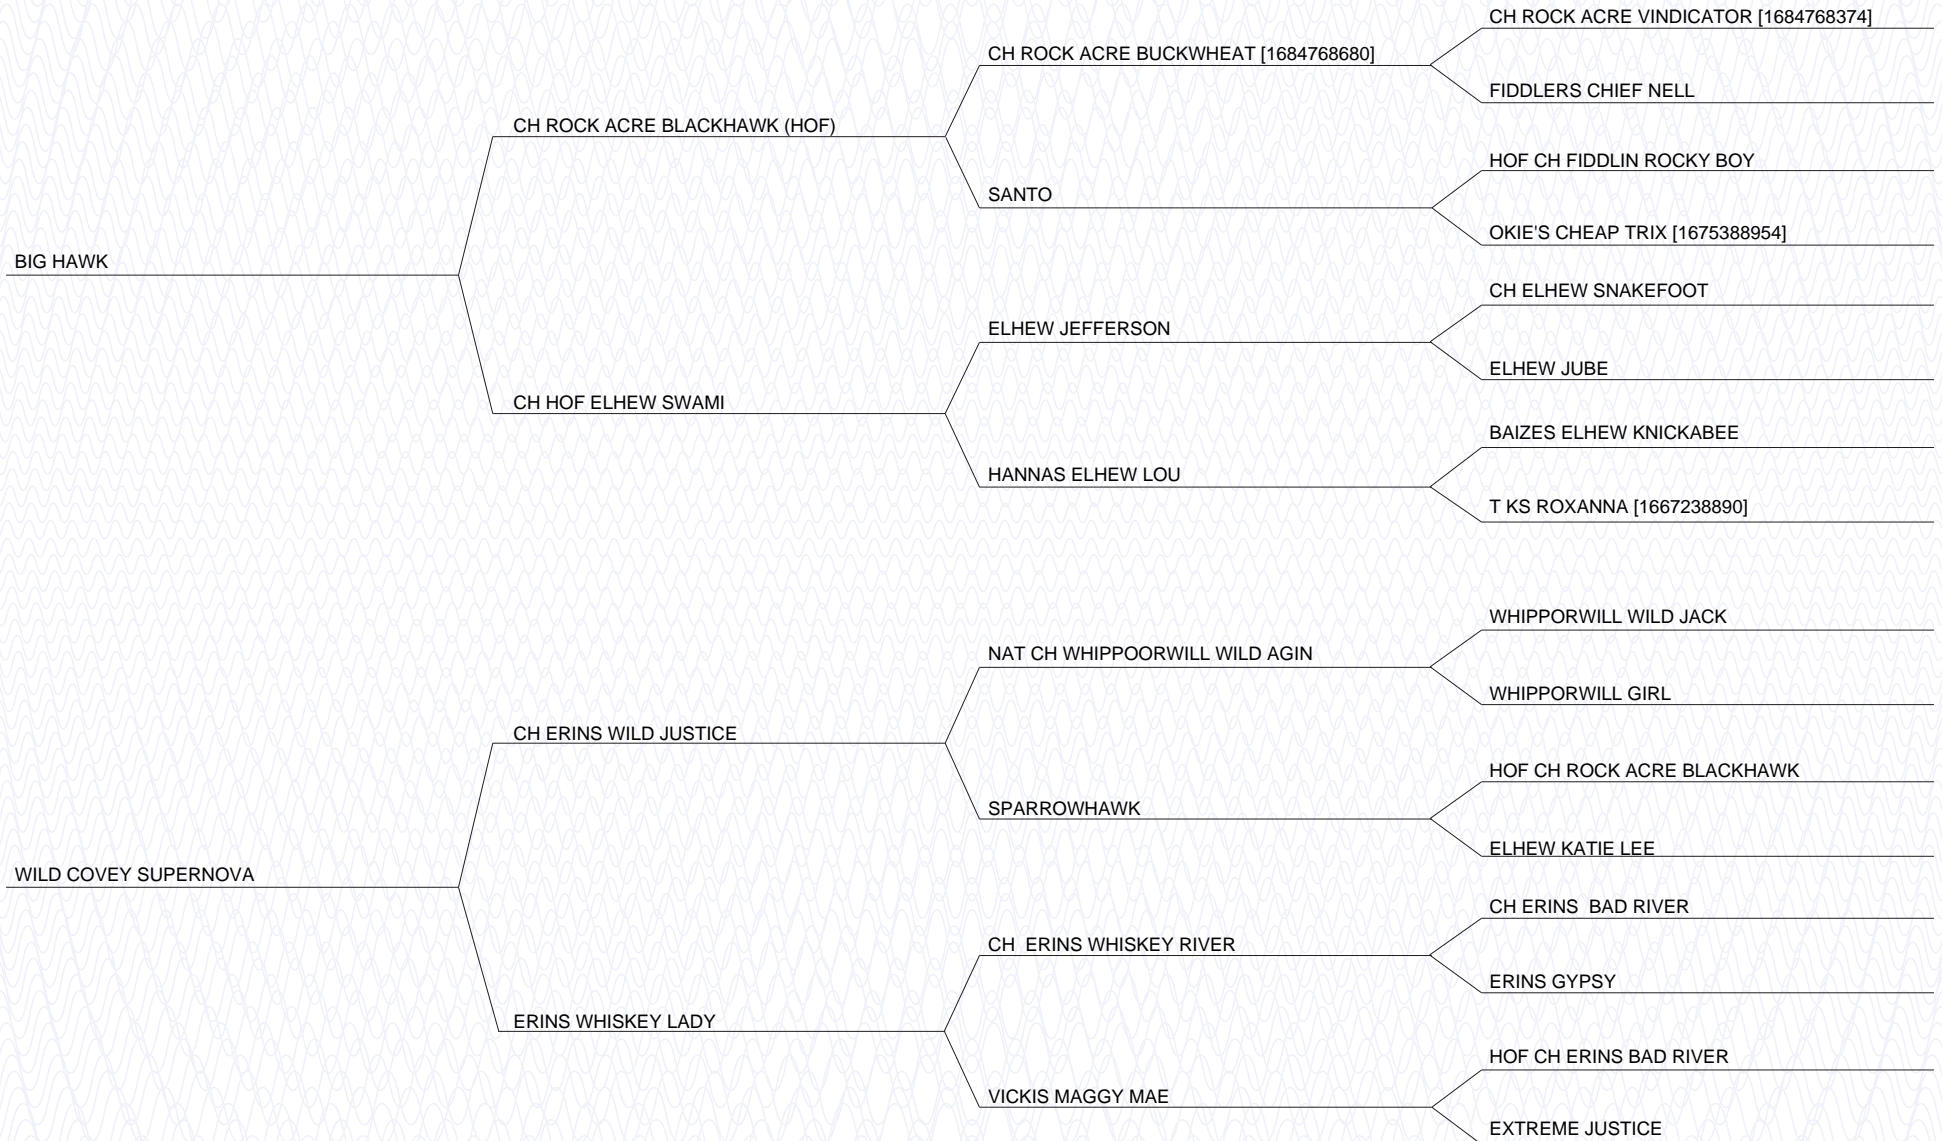 CH ROCK ACRE VINDICATOR [1684768374]
CH ROCK ACRE BUCKWHEAT [1684768680]
FIDDLERS CHIEF NELL
CH ROCK ACRE BLACKHAWK (HOF)
HOF CH FIDDLIN ROCKY BOY
SANTO
OKIE'S CHEAP TRIX [1675388954]
BIG HAWK
CH ELHEW SNAKEFOOT
ELHEW JEFFERSON
ELHEW JUBE
CH HOF ELHEW SWAMI
BAIZES ELHEW KNICKABEE
HANNAS ELHEW LOU
T KS ROXANNA [1667238890]
WHIPPORWILL WILD JACK
NAT CH WHIPPOORWILL WILD AGIN
WHIPPORWILL GIRL
CH ERINS WILD JUSTICE
HOF CH ROCK ACRE BLACKHAWK
SPARROWHAWK
ELHEW KATIE LEE
WILD COVEY SUPERNOVA
CH ERINS  BAD RIVER
CH  ERINS WHISKEY RIVER
ERINS GYPSY
ERINS WHISKEY LADY
HOF CH ERINS BAD RIVER
VICKIS MAGGY MAE
EXTREME JUSTICE